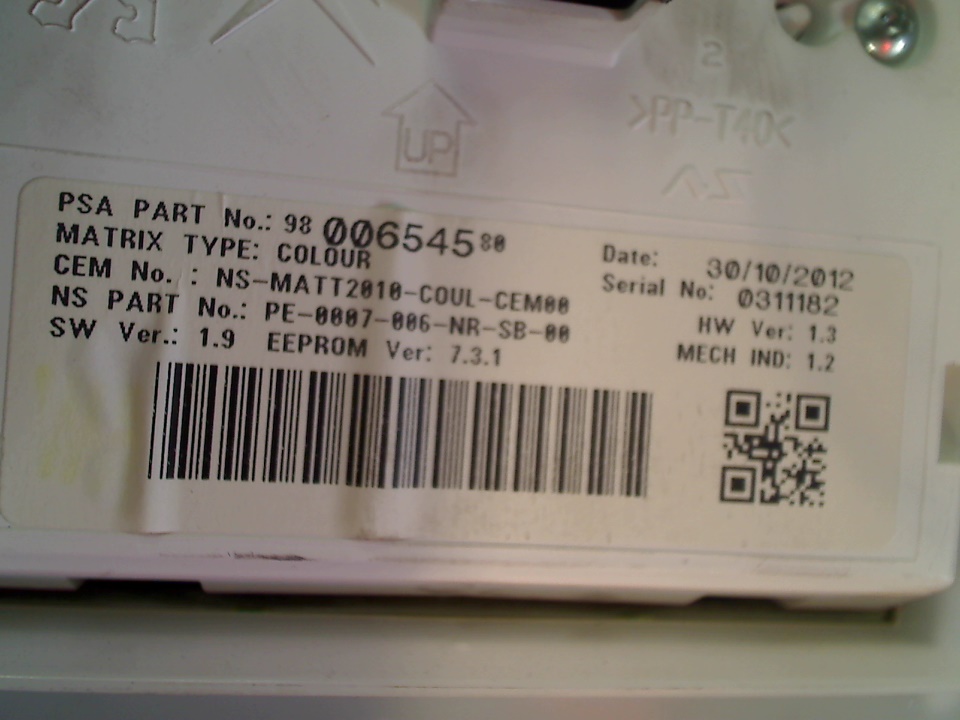 2
>PP-T40<
UP
PSA PART No.: 98 006545 80
MATRIX TYPE: COLOUR
CEM No. : NS-MATT2010-COUL-CEM00
NS PART No.: PE-0007-006-NR-SB-00
SW Ver.: 1.9 EEPROM Ver: 7.3.1
Date: 30/10/2012
Serial No: 0311182
HW Ver: 1.3
MECH IND: 1.2